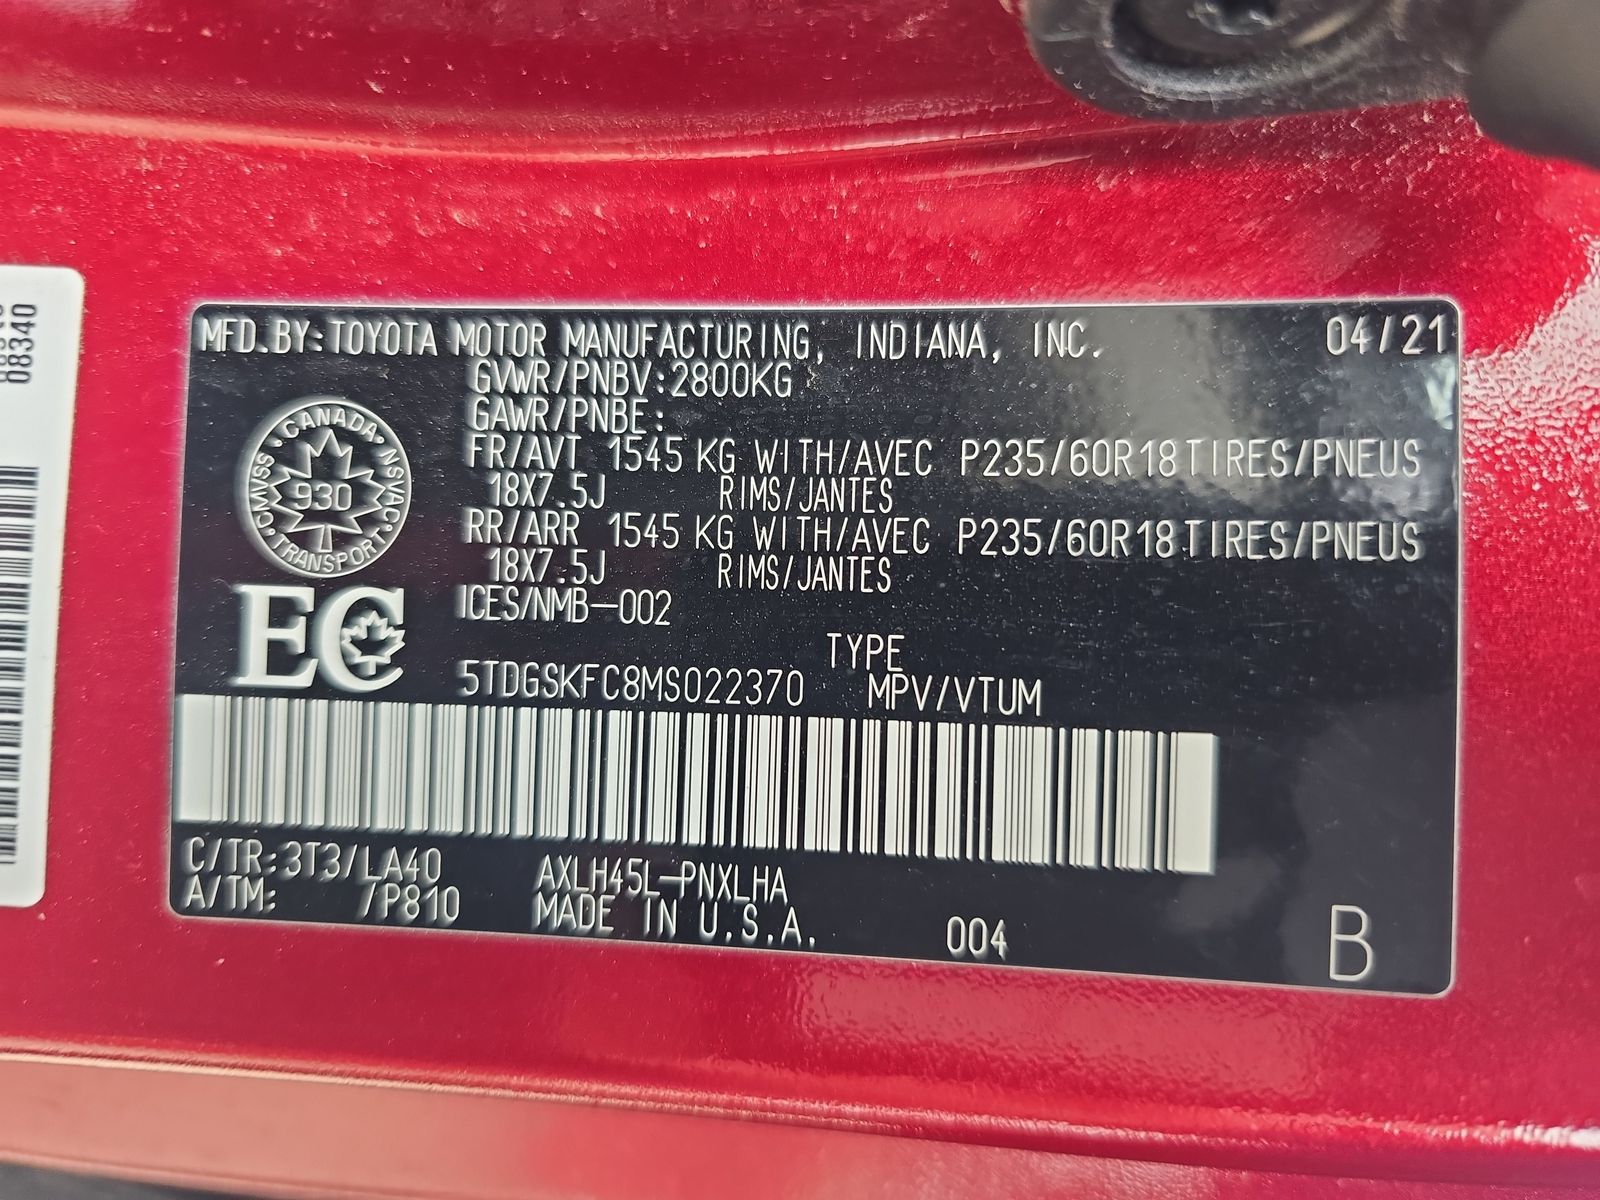 MFD.BY:TOYOTA MOTOR MANUFACTURING, INDIANA, INC. 04/21
GVWR/PNBV:2800KG
GAWR/PNBE:
FR/AVT 1545 KG WITH/AVEC P235/60R18 TIRES/PNEUS
18X7.5J RIMS/JANTES
RR/ARR 1545 KG WITH/AVEC P235/60R18 TIRES/PNEUS
18X7.5J RIMS/JANTES
ICES/NMB-002
CANADA
NSVAC
TRANSPORT
CMVSS
930
EC
TYPE
5TDGSKFC8MS022370 MPV/VTUM
C/TR:3T3/LA40 AXLH45L-PNXLHA
A/TM: /P810 MADE IN U.S.A. 004 B
08340